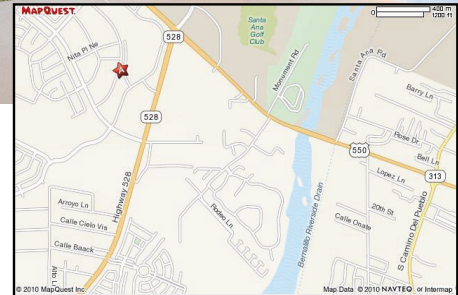 MAPQUEST.
400 m
0
1200 ft
Santa
Ana
Golf
Club
528
Nita Pl Ne
A
Monument Rd
Santa Ana Rd
Barry Ln
528
Rose Dr
Bell Ln
550
Lopez Ln
313
Highway 528
Arroyo Ln
Rodeo Ln
20th St
Calle Cielo Vis
Calle Onate
Calle Baack
Alto Ln
Bernalillo Riverside Drain
S Camino Del Pueblo
© 2010 MapQuest Inc.
Map Data © 2010 NAVTEQ or Intermap